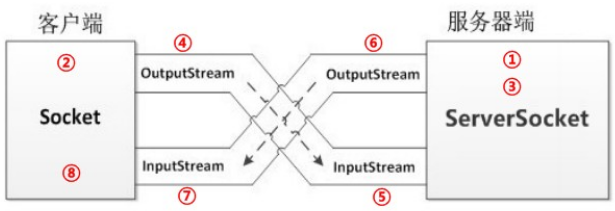 客户端 服务器端
④ ⑥
② ①
OutputStream OutputStream
③
Socket ServerSocket
InputStream InputStream
⑧
⑦ ⑤